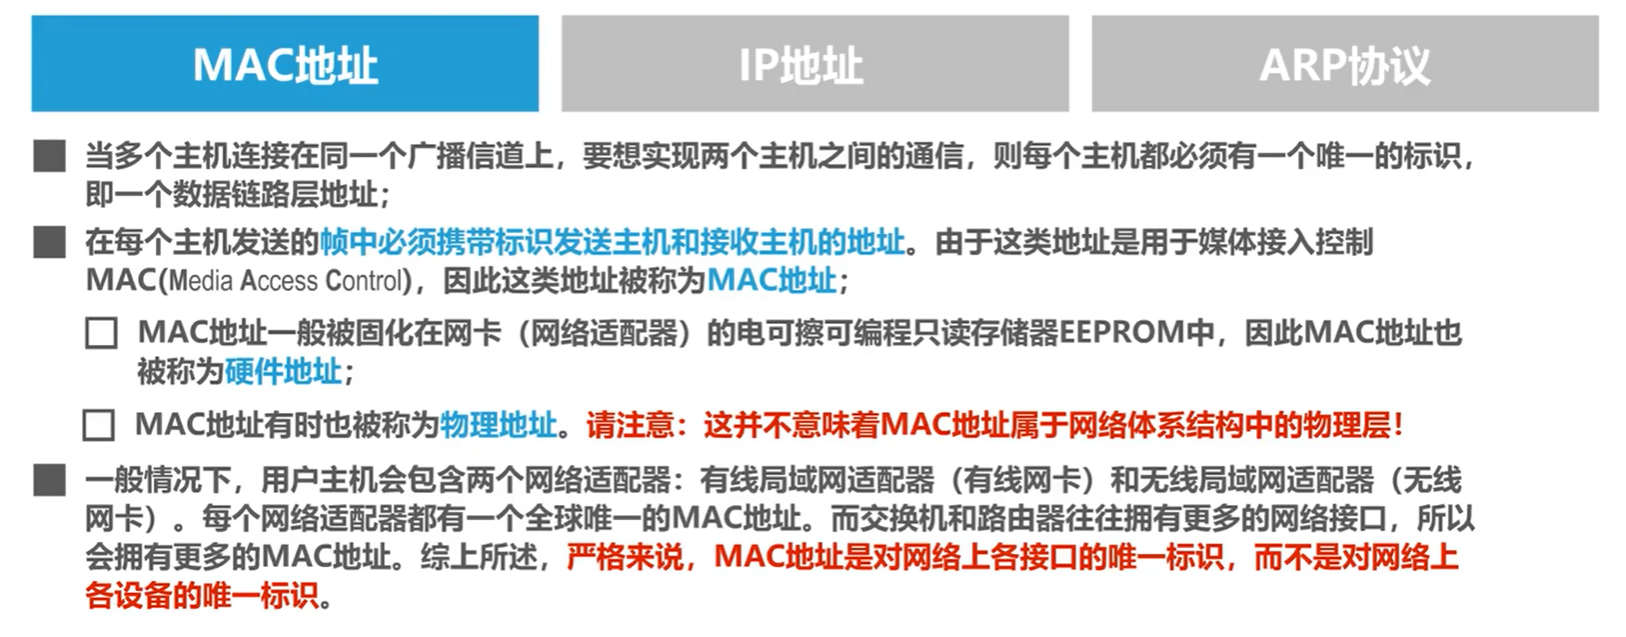 MAC地址
IP地址
ARP协议
当多个主机连接在同一个广播信道上，要想实现两个主机之间的通信，则每个主机都必须有一个唯一的标识，
即一个数据链路层地址；
在每个主机发送的帧中必须携带标识发送主机和接收主机的地址。由于这类地址是用于媒体接入控制
MAC(Media Access Control)，因此这类地址被称为MAC地址；
MAC地址一般被固化在网卡（网络适配器）的电可擦可编程只读存储器EEPROM中，因此MAC地址也
被称为硬件地址；
MAC地址有时也被称为物理地址。请注意：这并不意味着MAC地址属于网络体系结构中的物理层！
一般情况下，用户主机会包含两个网络适配器：有线局域网适配器（有线网卡）和无线局域网适配器（无线
网卡）。每个网络适配器都有一个全球唯一的MAC地址。而交换机和路由器往往拥有更多的网络接口，所以
会拥有更多的MAC地址。综上所述，严格来说，MAC地址是对网络上各接口的唯一标识，而不是对网络上
各设备的唯一标识。